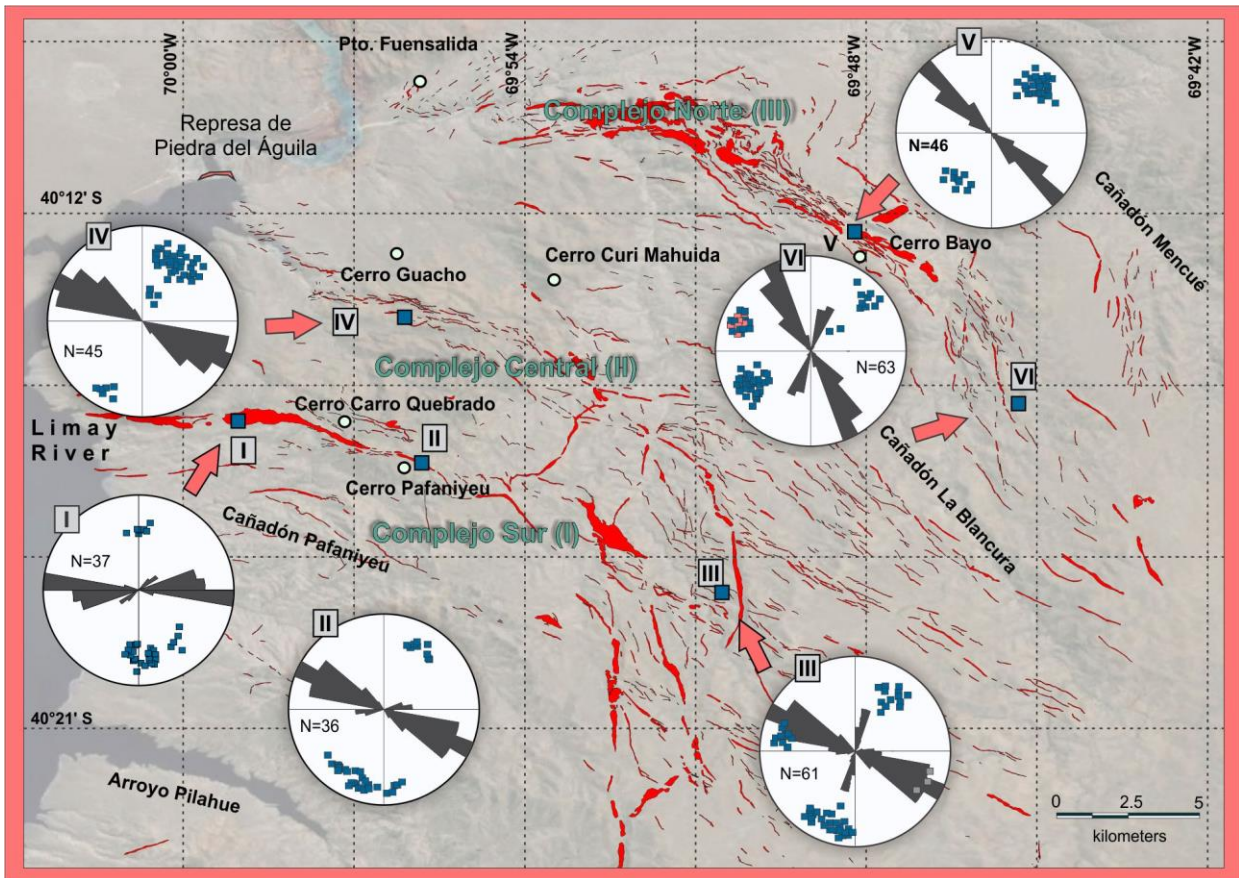 Pto. Fuensalida
70°00'W
69°54'W
69°48'W
69°42'W
V
N=46
Complejo Norte (III)
Represa de
Piedra del Águila
Cañadón Mencué
40°12' S
IV
N=45
Cerro Guacho
Cerro Curi Mahuida
V
Cerro Bayo
VI
N=63
IV
Complejo Central (II)
VI
Cerro Carro Quebrado
Limay
River
I
II
Cerro Pafaniyeu
Cañadón La Blancura
I
N=37
Cañadón Pafaniyeu
Complejo Sur (I)
III
II
N=36
III
N=61
40°21' S
Arroyo Pilahue
0 2.5 5
kilometers